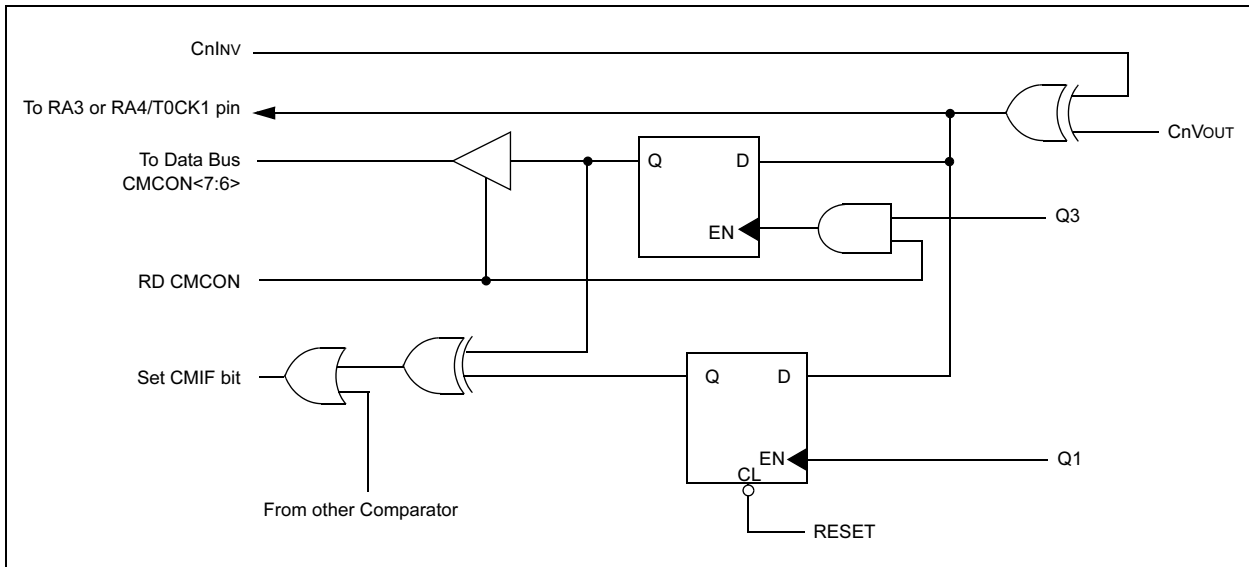 CnINV
To RA3 or RA4/T0CK1 pin
CnVOUT
To Data Bus
CMCON<7:6>
Q D
EN
Q3
RD CMCON
Set CMIF bit
Q D
EN
Q1
CL
From other Comparator
RESET